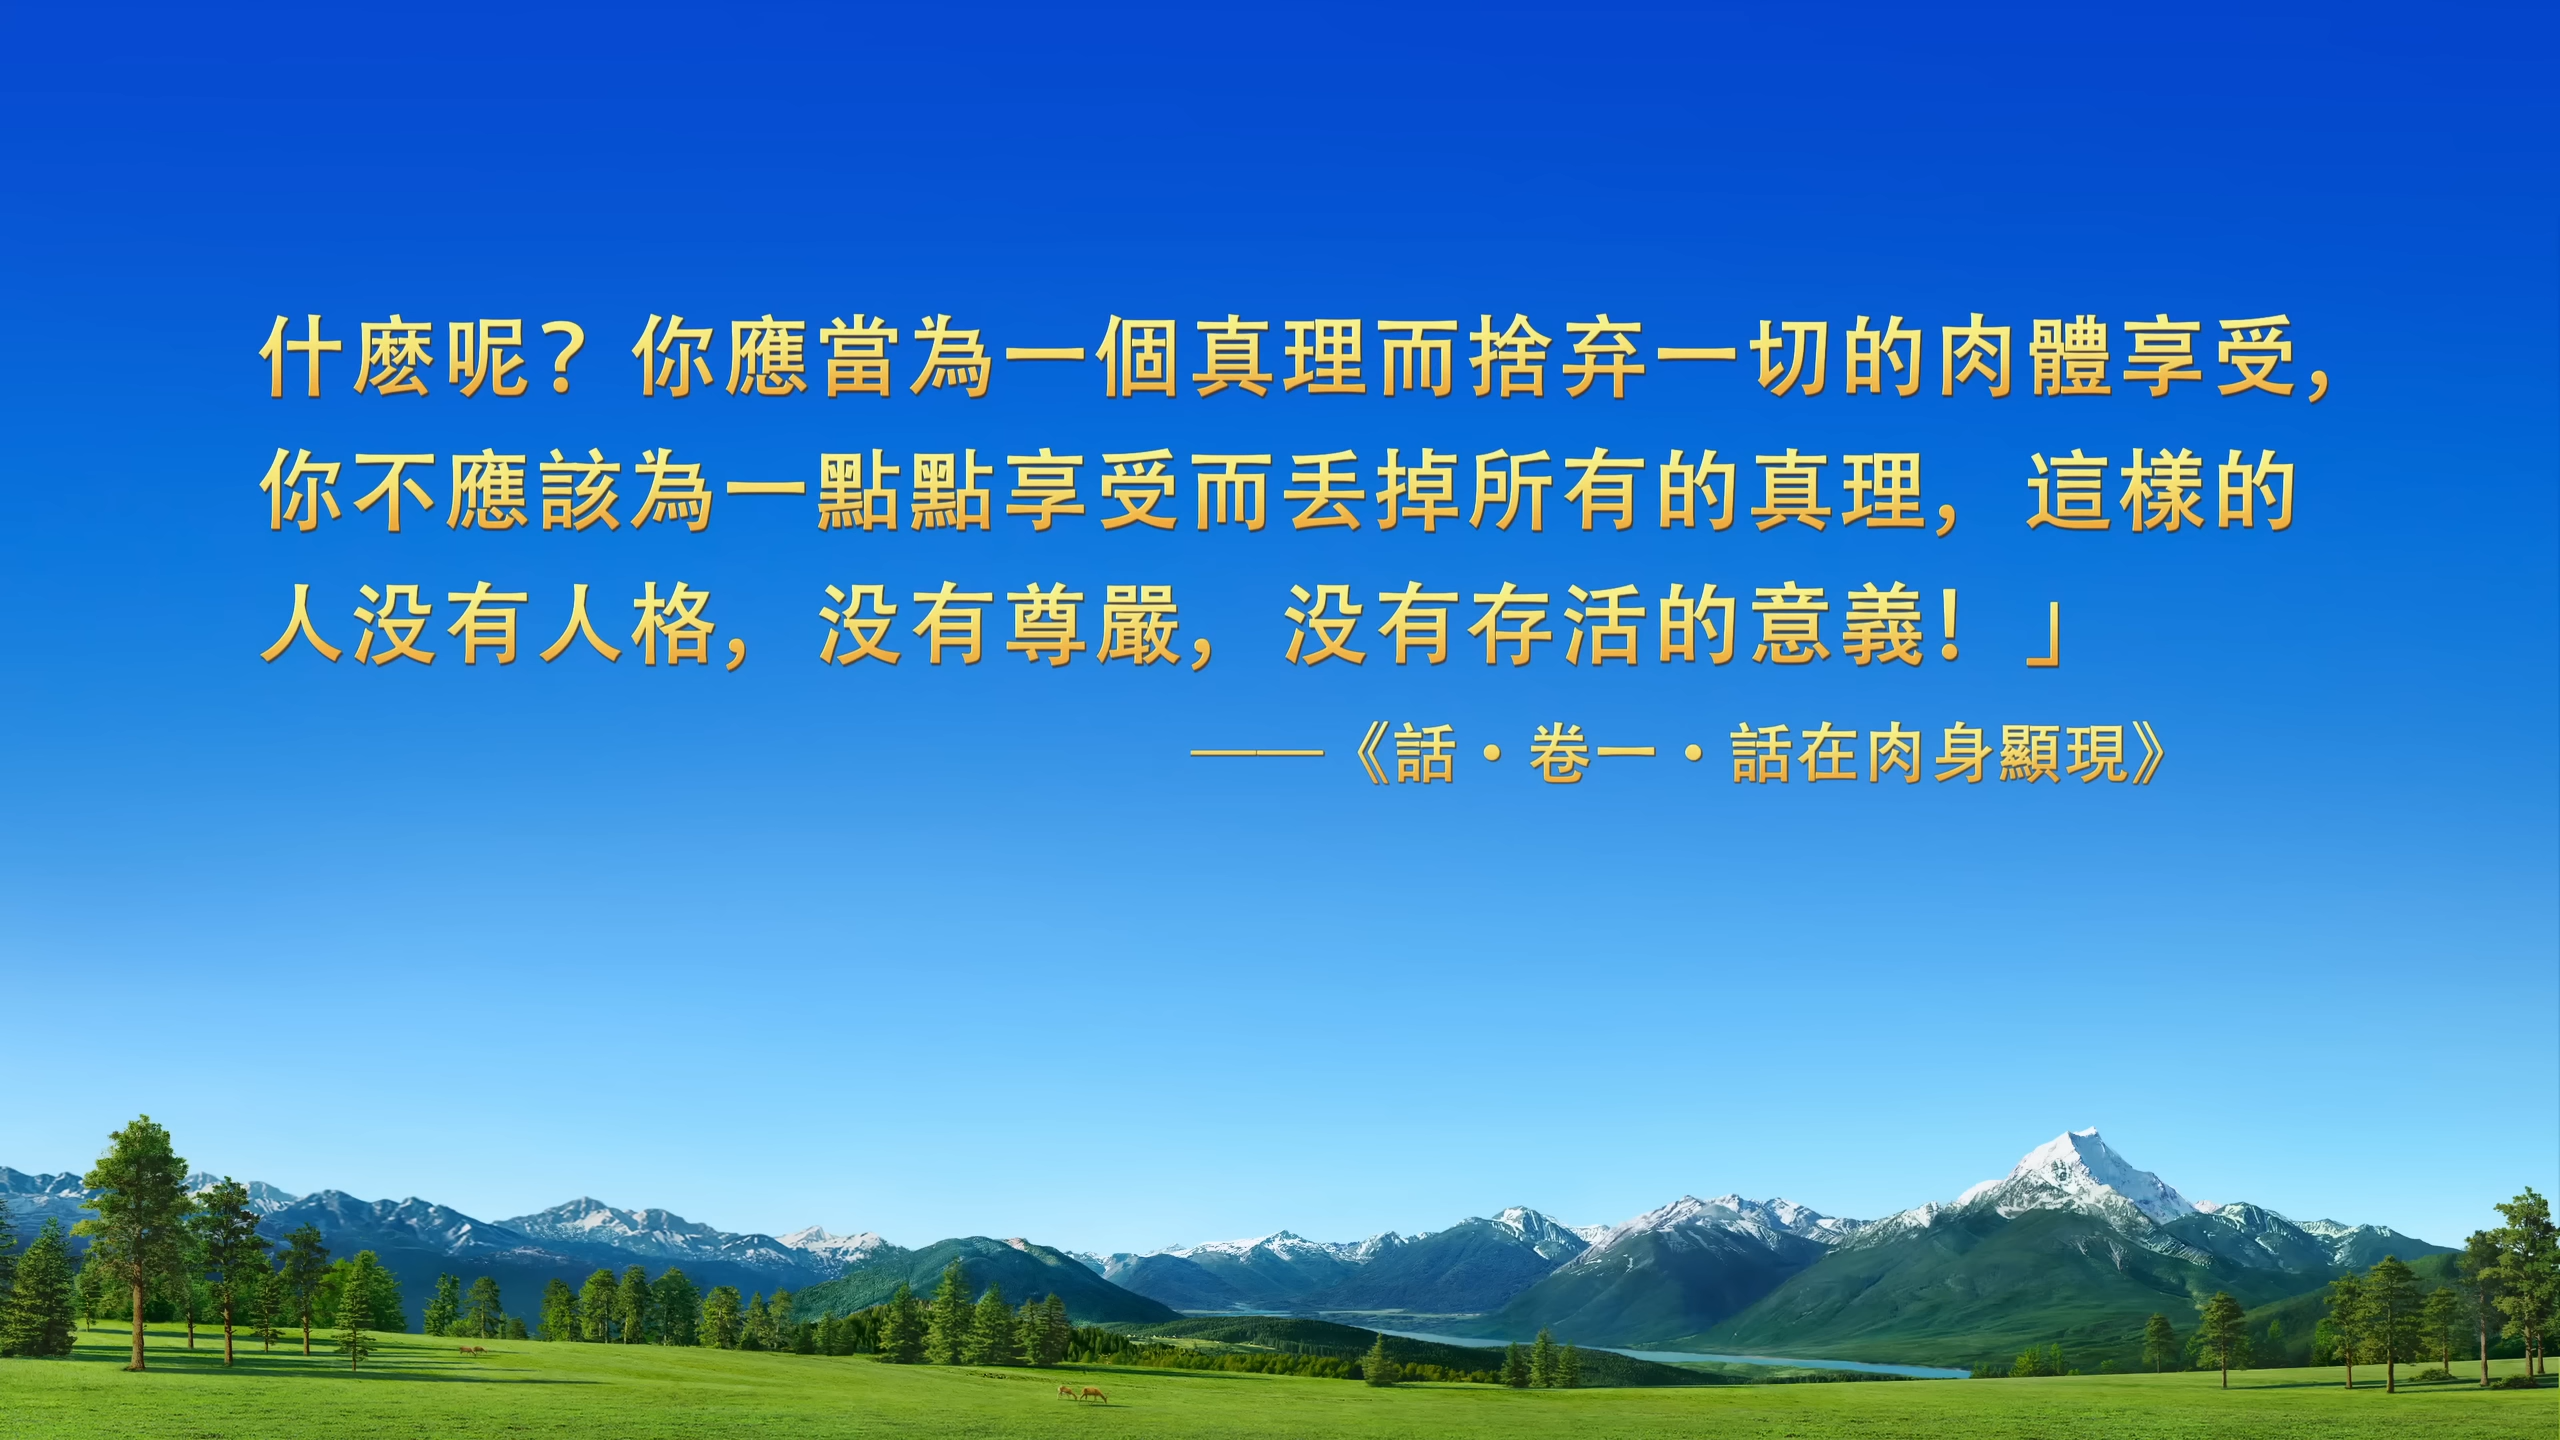 什麽呢？你應當為一個真理而捨弃一切的肉體享受，
你不應該為一點點享受而丢掉所有的真理，這樣的
人没有人格，没有尊嚴，没有存活的意義！」
——《話・卷一・話在肉身顯現》